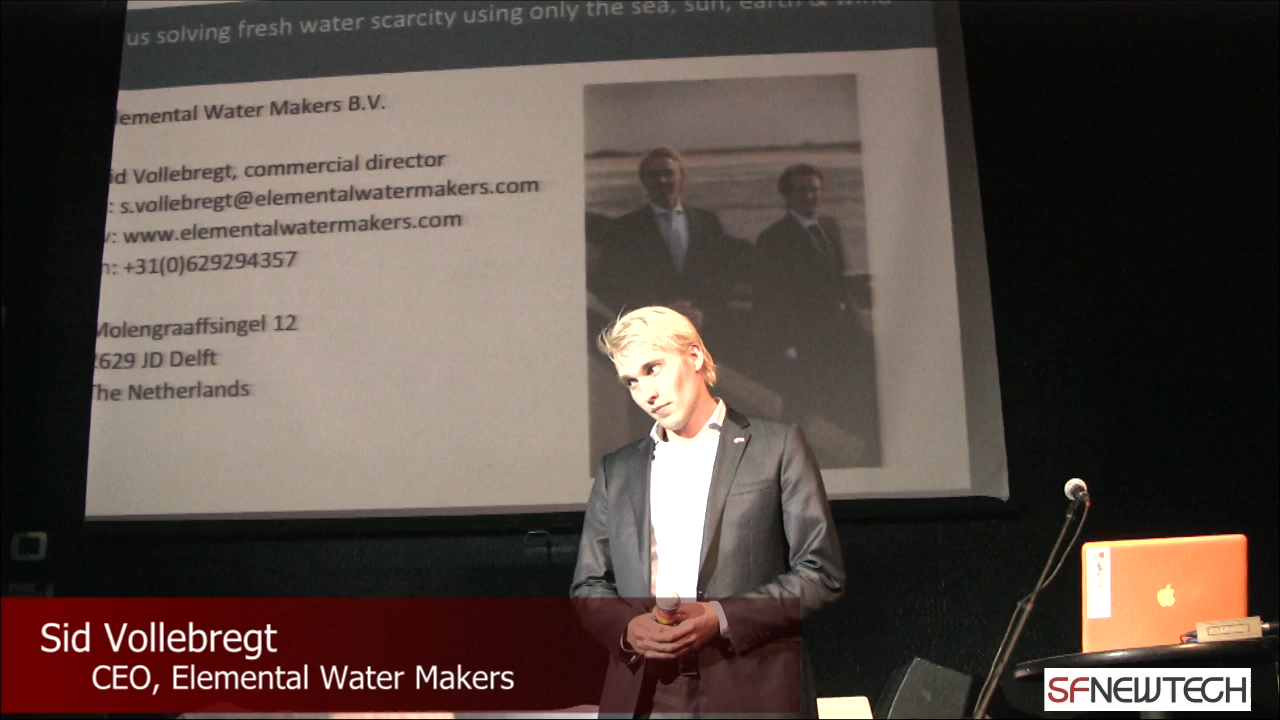 us solving fresh water scarcity using only the sea, sun, earth & wind
lemental Water Makers B.V.
id Vollebregt, commercial director
: s.vollebregt@elementalwatermakers.com
: www.elementalwatermakers.com
: +31(0)629294357
Molengraaffsingel 12
2629 JD Delft
The Netherlands
Sid Vollebregt
CEO, Elemental Water Makers
SFNEWTECH